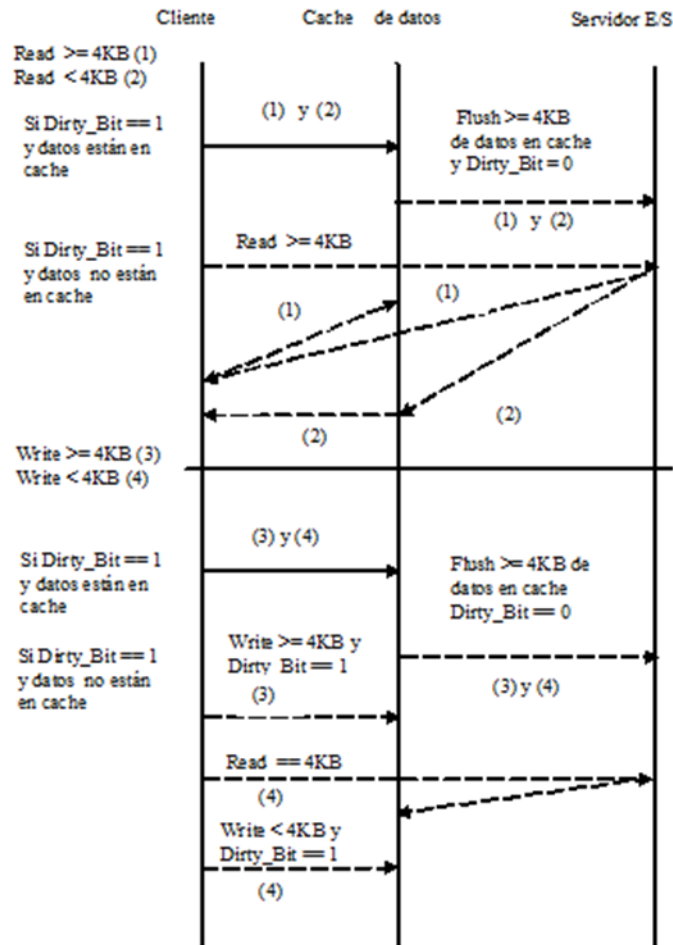 Cliente Cache de datos Servidor E/S
Read >= 4KB (1)
Read < 4KB (2)
(1) y (2)
Si Dirty_Bit == 1
y datos están en
cache
Flush >= 4KB
de datos en cache
y Dirty_Bit = 0
(1) y (2)
Si Dirty_Bit == 1
y datos no están
en cache
Read >= 4KB
(1)
(1)
(2)
(2)
Write >= 4KB (3)
Write < 4KB (4)
(3) y (4)
Si Dirty_Bit == 1
y datos están en
cache
Flush >= 4KB de
datos en cache
Dirty_Bit == 0
Si Dirty_Bit == 1
y datos no están
en cache
Write >= 4KB y
Dirty_Bit == 1
(3)
(3) y (4)
Read == 4KB
(4)
Write < 4KB y
Dirty_Bit == 1
(4)